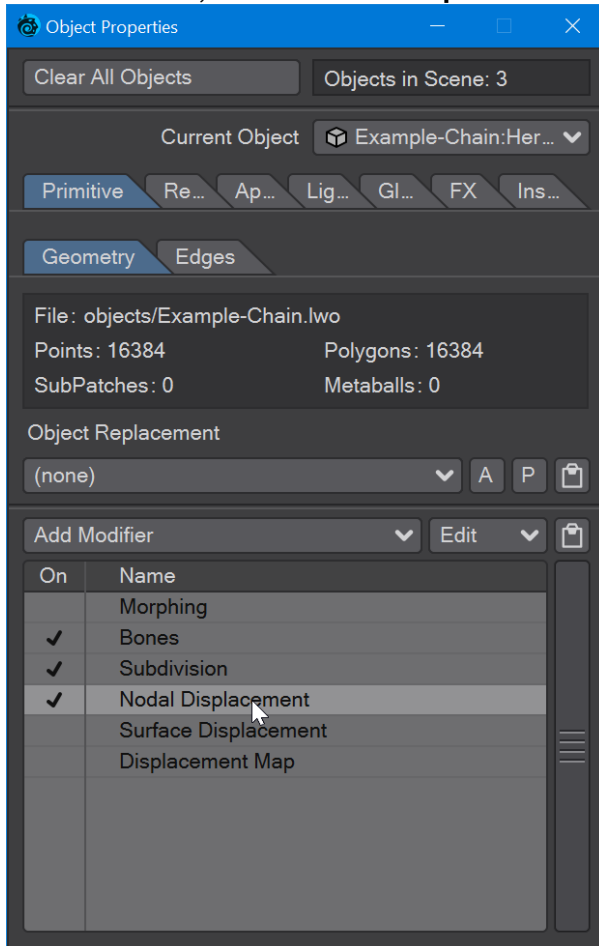 Object Properties
Clear All Objects
Objects in Scene: 3
Current Object
Example-Chain:Her...
Primitive Re... Ap... Lig... Gl... FX Ins...
Geometry Edges
File: objects/Example-Chain.lwo
Points: 16384 Polygons: 16384
SubPatches: 0 Metaballs: 0
Object Replacement
(none) A P
Add Modifier Edit
On Name
Morphing
Bones
Subdivision
Nodal Displacement
Surface Displacement
Displacement Map